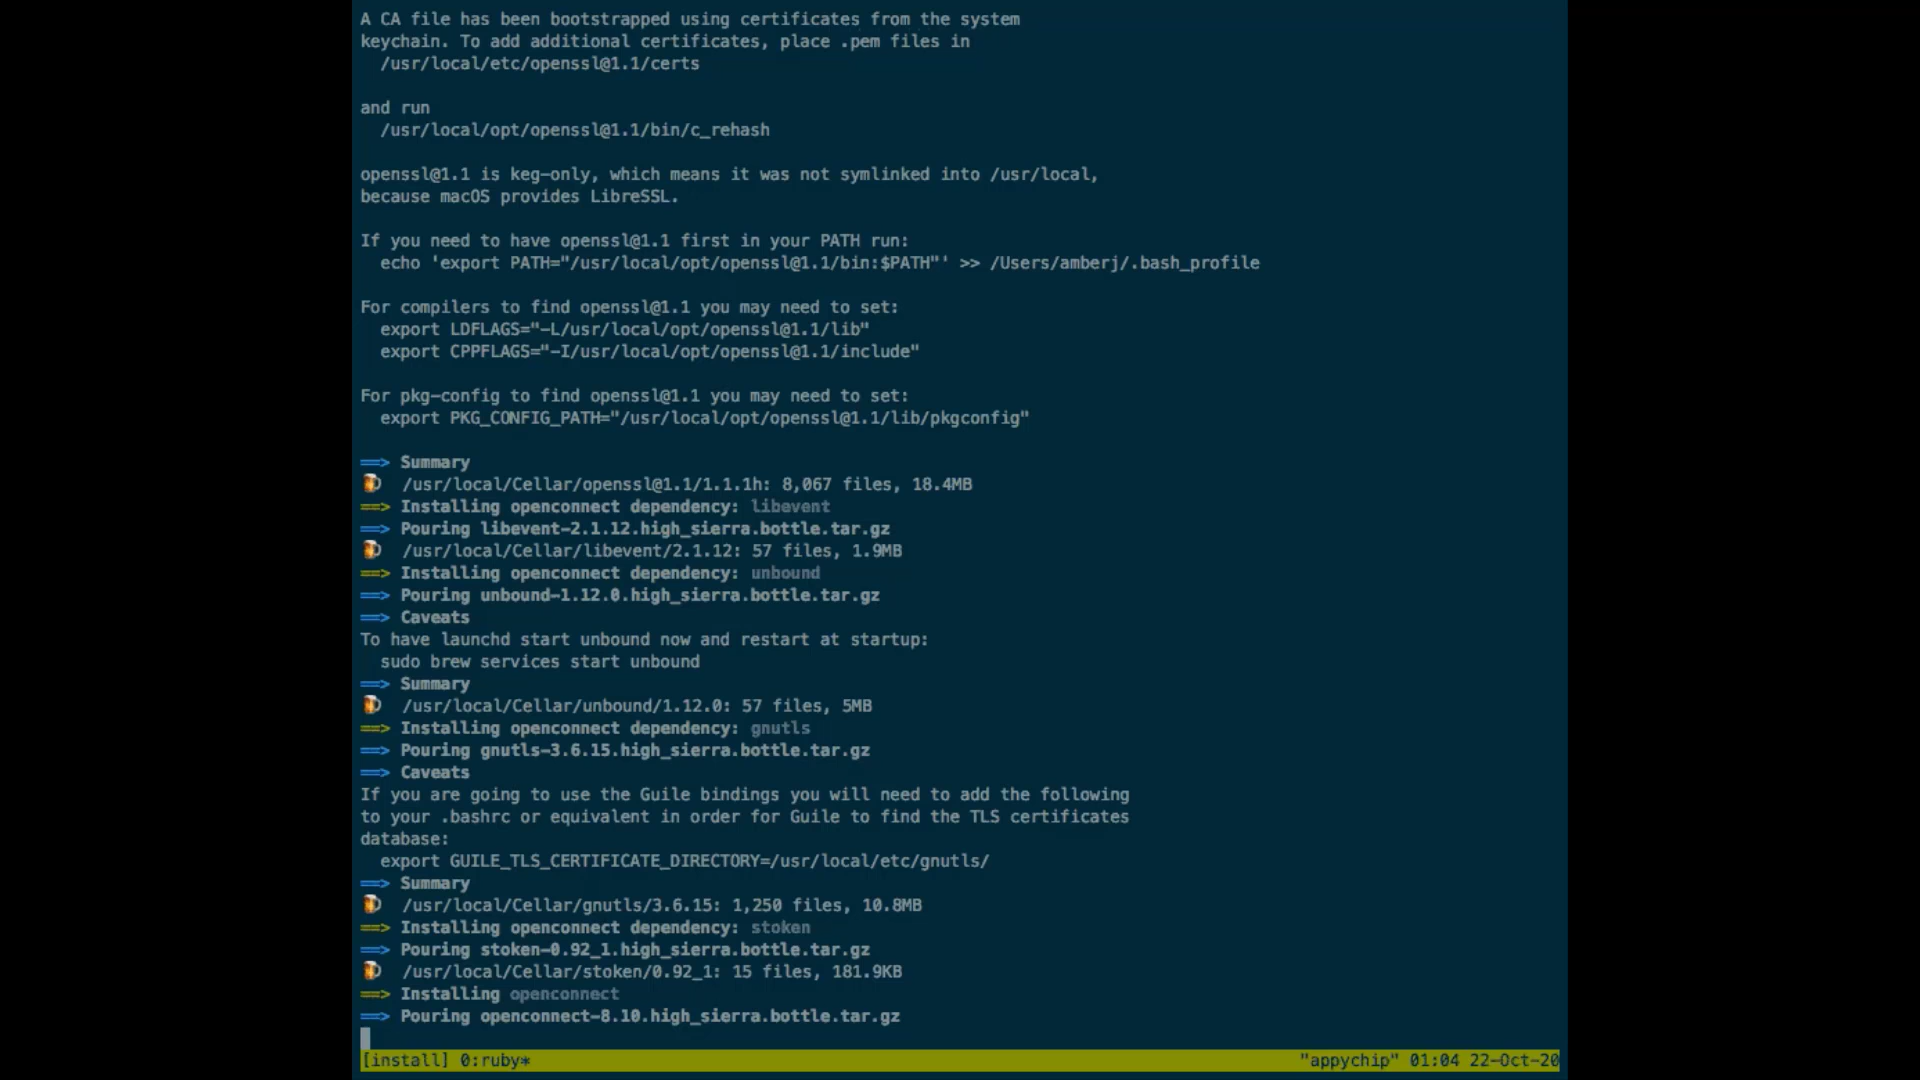 A CA file has been bootstrapped using certificates from the system
keychain. To add additional certificates, place .pem files in
/usr/local/etc/openssl@1.1/certs
and run
/usr/local/opt/openssl@1.1/bin/c_rehash
openssl@1.1 is keg-only, which means it was not symlinked into /usr/local,
because macOS provides LibreSSL.
If you need to have openssl@1.1 first in your PATH run:
echo 'export PATH="/usr/local/opt/openssl@1.1/bin:$PATH"' >> /Users/amberj/.bash_profile
For compilers to find openssl@1.1 you may need to set:
export LDFLAGS="-L/usr/local/opt/openssl@1.1/lib"
export CPPFLAGS="-I/usr/local/opt/openssl@1.1/include"
For pkg-config to find openssl@1.1 you may need to set:
export PKG_CONFIG_PATH="/usr/local/opt/openssl@1.1/lib/pkgconfig"
==> Summary
🍺 /usr/local/Cellar/openssl@1.1/1.1.1h: 8,067 files, 18.4MB
==> Installing openconnect dependency: libevent
==> Pouring libevent-2.1.12.high_sierra.bottle.tar.gz
🍺 /usr/local/Cellar/libevent/2.1.12: 57 files, 1.9MB
==> Installing openconnect dependency: unbound
==> Pouring unbound-1.12.0.high_sierra.bottle.tar.gz
==> Caveats
To have launchd start unbound now and restart at startup:
sudo brew services start unbound
==> Summary
🍺 /usr/local/Cellar/unbound/1.12.0: 57 files, 5MB
==> Installing openconnect dependency: gnutls
==> Pouring gnutls-3.6.15.high_sierra.bottle.tar.gz
==> Caveats
If you are going to use the Guile bindings you will need to add the following
to your .bashrc or equivalent in order for Guile to find the TLS certificates
database:
export GUILE_TLS_CERTIFICATE_DIRECTORY=/usr/local/etc/gnutls/
==> Summary
🍺 /usr/local/Cellar/gnutls/3.6.15: 1,250 files, 10.8MB
==> Installing openconnect dependency: stoken
==> Pouring stoken-0.92_1.high_sierra.bottle.tar.gz
🍺 /usr/local/Cellar/stoken/0.92_1: 15 files, 181.9KB
==> Installing openconnect
==> Pouring openconnect-8.10.high_sierra.bottle.tar.gz
[install] 0:ruby* "appychip" 01:04 22-Oct-20